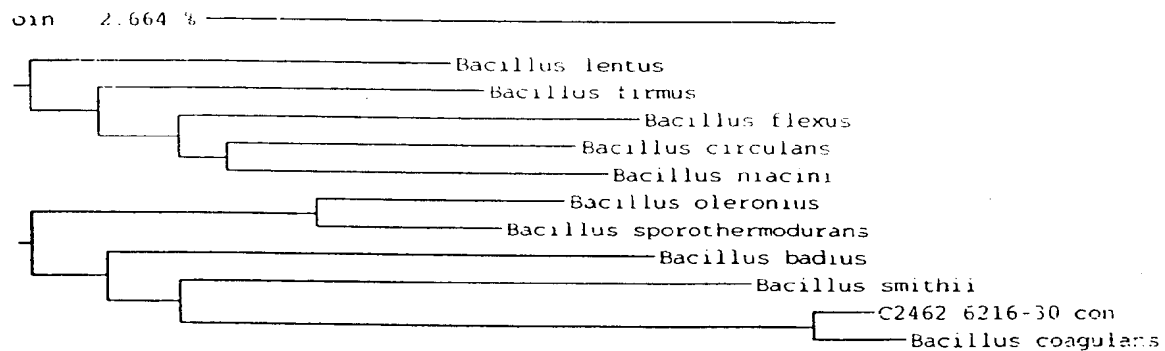 oin 2.664 %
Bacillus lentus
Bacillus firmus
Bacillus flexus
Bacillus circulans
Bacillus niacini
Bacillus oleronius
Bacillus sporothermodurans
Bacillus badius
Bacillus smithii
C2462 6216-30 con
Bacillus coagulans